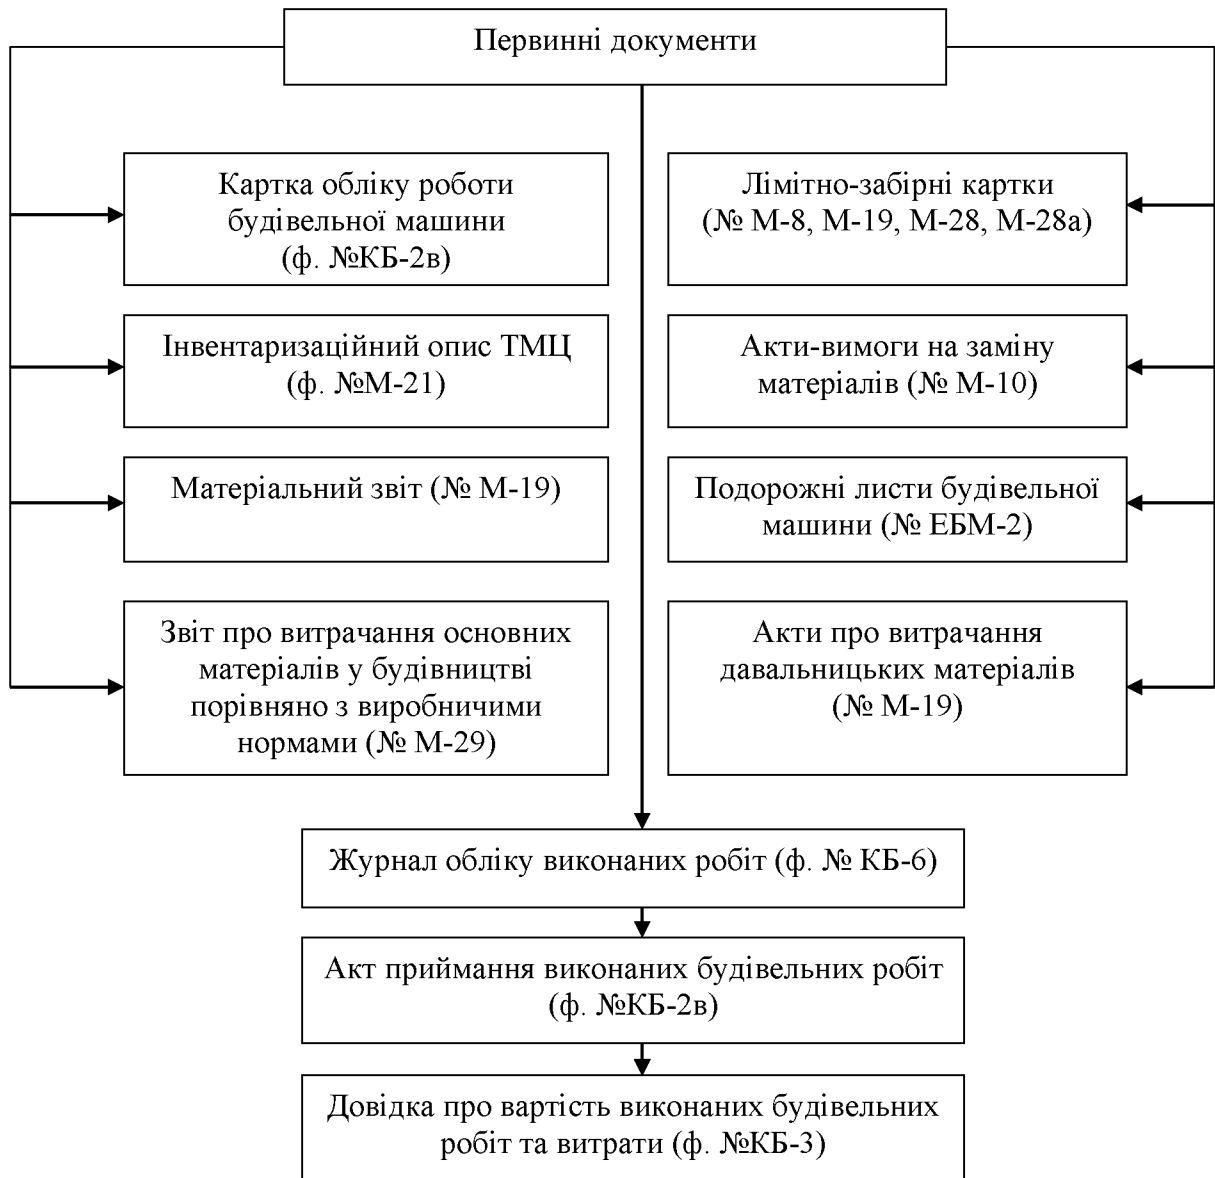 Первинні документи
Картка обліку роботи
будівельної машини
(ф. №КБ-2в)
Інвентаризаційний опис ТМЦ
(ф. №М-21)
Матеріальний звіт (№ М-19)
Звіт про витрачання основних
матеріалів у будівництві
порівняно з виробничими
нормами (№ М-29)
Лімітно-забірні картки
(№ М-8, М-19, М-28, М-28а)
Акти-вимоги на заміну
матеріалів (№ М-10)
Подорожні листи будівельної
машини (№ ЕБМ-2)
Акти про витрачання
давальницьких матеріалів
(№ М-19)
Журнал обліку виконаних робіт (ф. № КБ-6)
Акт приймання виконаних будівельних робіт
(ф. №КБ-2в)
Довідка про вартість виконаних будівельних
робіт та витрати (ф. №КБ-3)